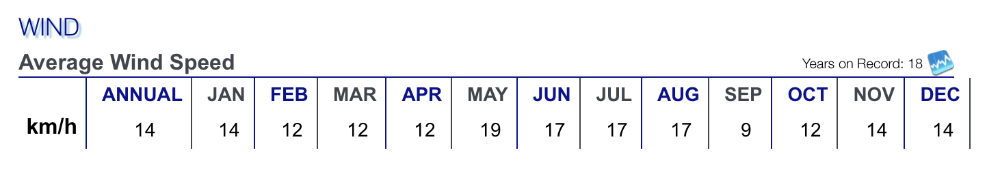 WIND
Average Wind Speed Years on Record: 18
ANNUAL JAN FEB MAR APR MAY JUN JUL AUG SEP OCT NOV DEC
km/h 14 14 12 12 12 19 17 17 17 9 12 14 14